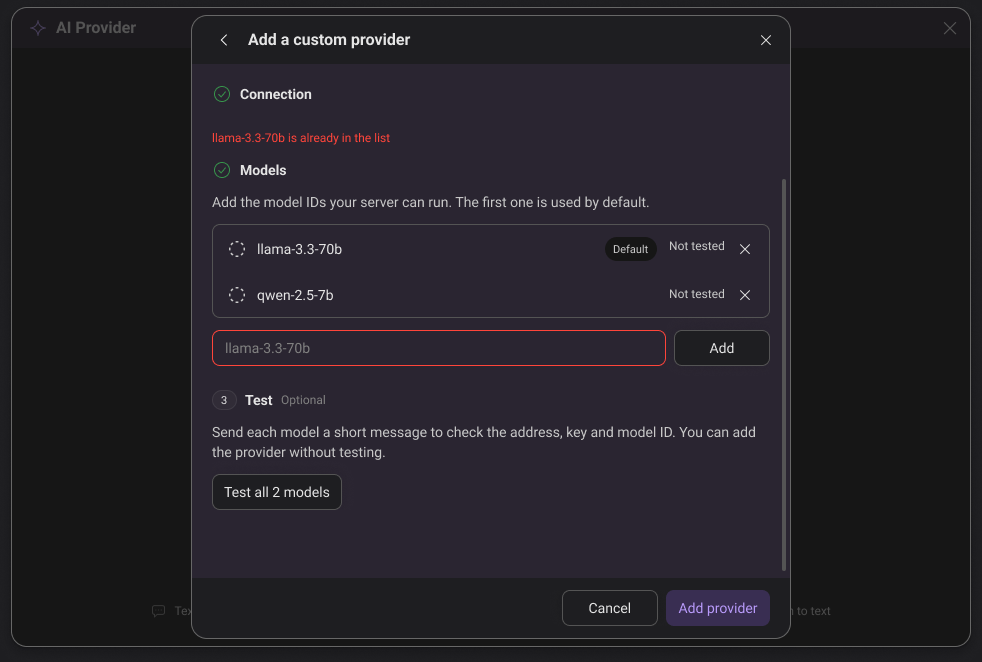 AI Provider
Add a custom provider
Connection
llama-3.3-70b is already in the list
Models
Add the model IDs your server can run. The first one is used by default.
llama-3.3-70b Default Not tested
qwen-2.5-7b Not tested
llama-3.3-70b Add
3 Test Optional
Send each model a short message to check the address, key and model ID. You can add
the provider without testing.
Test all 2 models
Cancel Add provider
to text